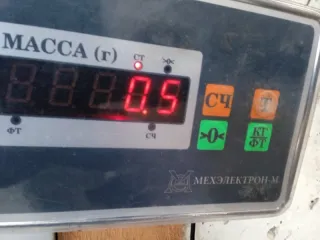 МАССА (г)
СТ >\|<
0.5
СЧ Т
ФТ СЧ
>0< КГ
ФТ
МЕХЭЛЕКТРОН-М